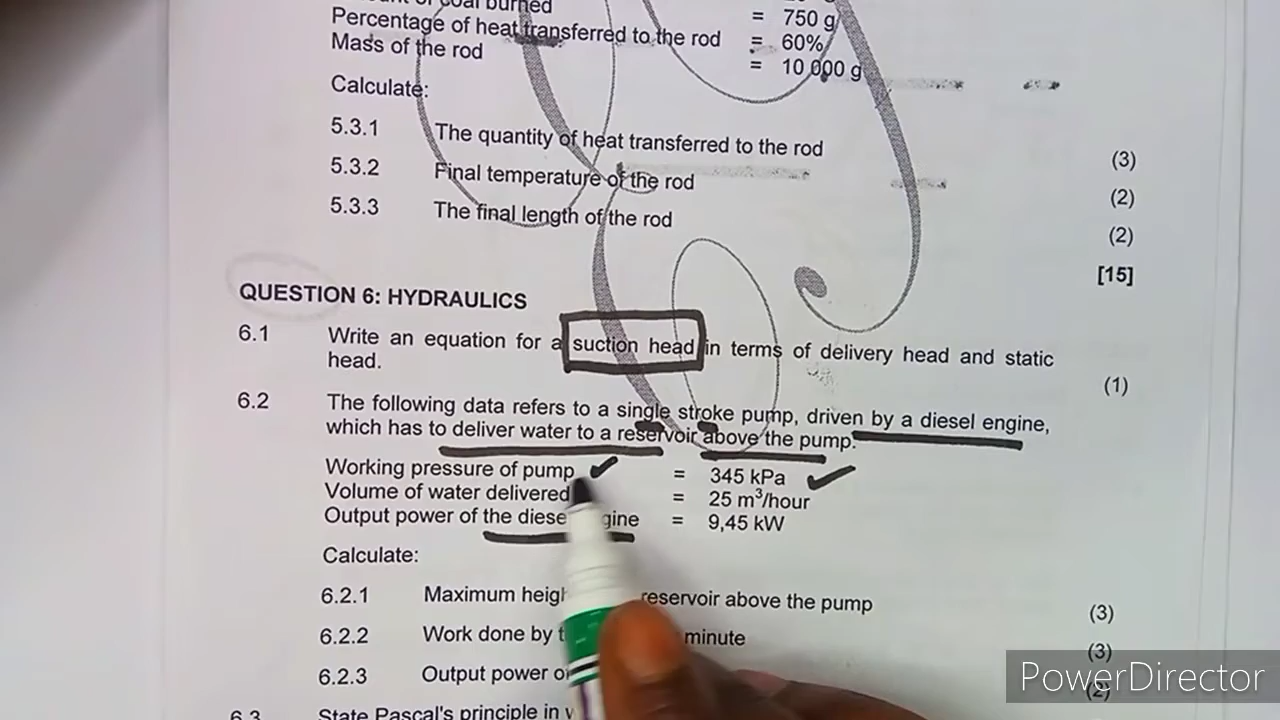 burned
= 750 g
Percentage of heat transferred to the rod = 60%
Mass of the rod = 10 000 g
Calculate:
5.3.1 The quantity of heat transferred to the rod (3)
5.3.2 Final temperature of the rod (2)
5.3.3 The final length of the rod (2)
[15]
QUESTION 6: HYDRAULICS
6.1 Write an equation for a suction head in terms of delivery head and static
head. (1)
6.2 The following data refers to a single stroke pump, driven by a diesel engine,
which has to deliver water to a reservoir above the pump.
Working pressure of pump = 345 kPa
Volume of water delivered = 25 m³/hour
Output power of the = 9,45 kW
Calculate:
6.2.1 Maximum reservoir above the pump (3)
6.2.2 Work done by minute (3)
6.2.3 Output power (2)
6.3 State Pascal's principle in
PowerDirector